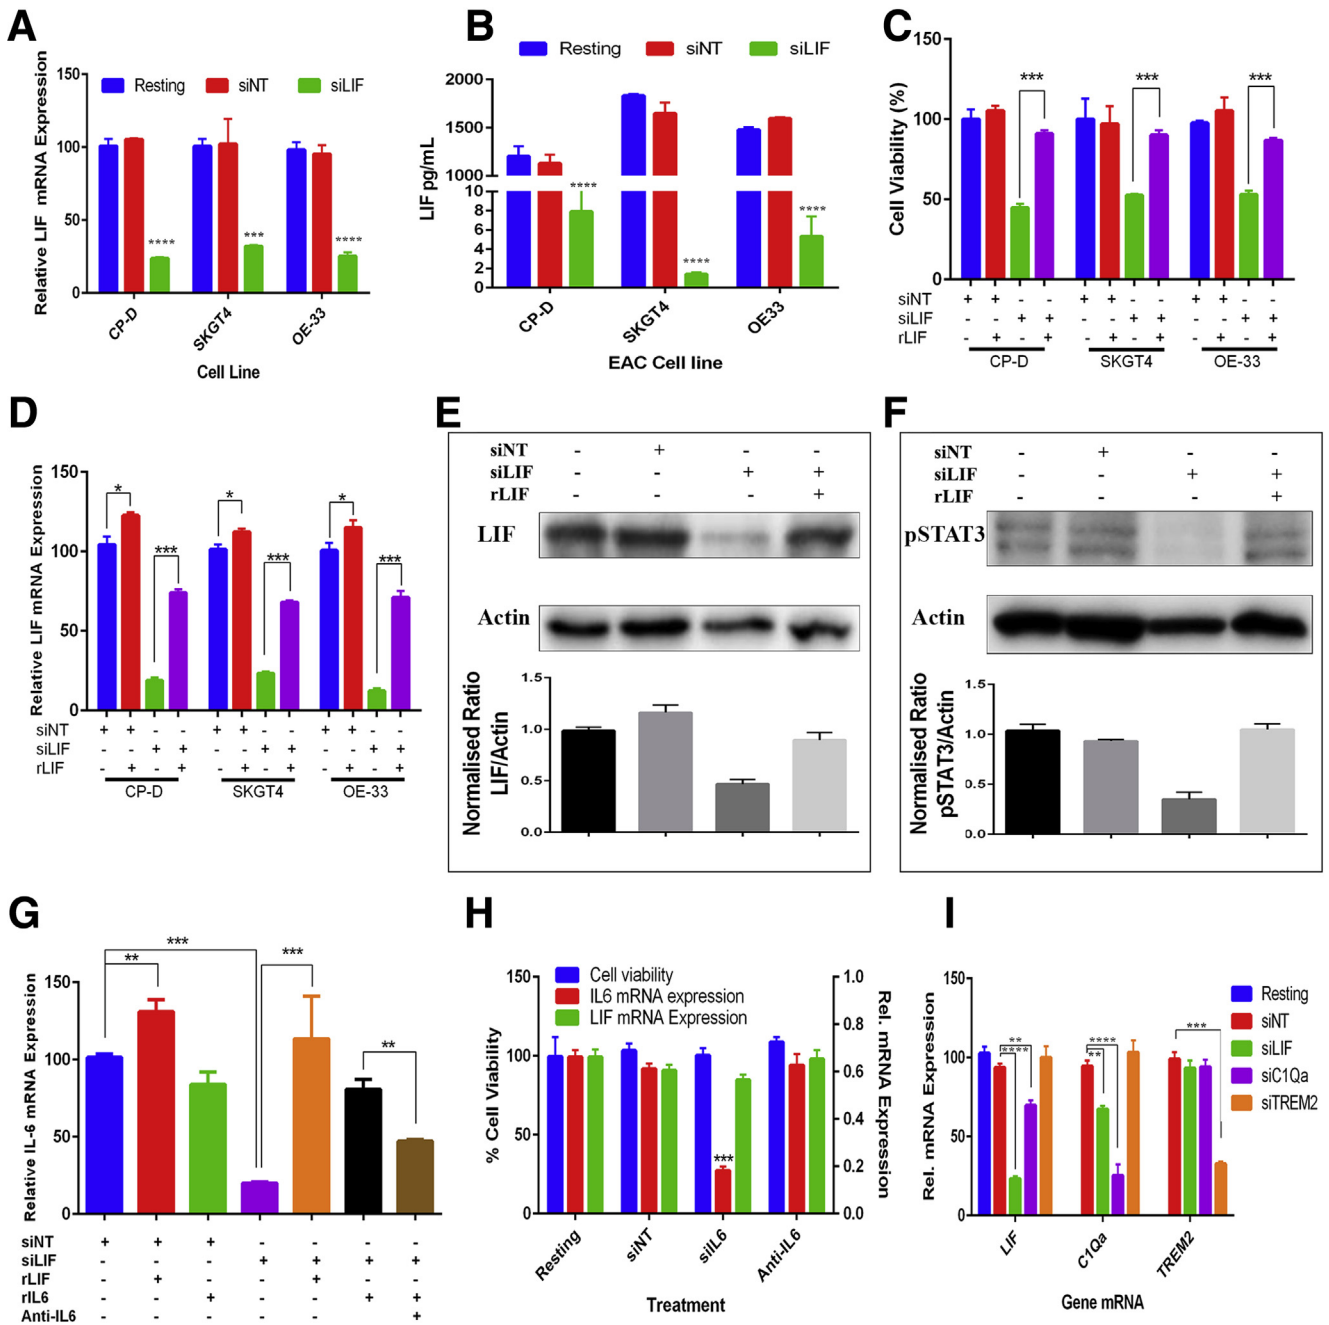 A
Relative LIF mRNA Expression
150
100
50
0
Resting siNT siLIF
**** *** ****
CP-D SKGT4 OE-33
Cell Line
B
Resting siNT siLIF
LIF pg/mL
2000
1500
1000
10
8
6
4
2
0
**** **** ****
CP-D SKGT4 OE33
EAC Cell line
C
Cell Viability (%)
150
100
50
0
*** *** ***
siNT + + - - + + - - + + - -
siLIF - - + + - - + + - - + +
rLIF - + - + - + - + - + - +
CP-D SKGT4 OE-33
D
Relative LIF mRNA Expression
150
100
50
0
* *** * *** * ***
siNT + + - - + + - - + + - -
siLIF - - + + - - + + - - + +
rLIF - + - + - + - + - + - +
CP-D SKGT4 OE-33
E
siNT - + - -
siLIF - - + +
rLIF - - - +
LIF
Actin
Normalised Ratio
LIF/Actin
1.5
1.0
0.5
0.0
F
siNT - + - -
siLIF - - + +
rLIF - - - +
pSTAT3
Actin
Normalised Ratio
pSTAT3/Actin
1.5
1.0
0.5
0.0
G
Relative IL-6 mRNA Expression
150
100
50
0
*** ** *** **
siNT + + + - - - -
siLIF - - - + + + +
rLIF - + - - + - -
rIL6 - - + - - + +
Anti-IL6 - - - - - - +
H
Cell viability
IL6 mRNA expression
LIF mRNA Expression
% Cell Viability
150
100
50
0
***
1.0
0.8
0.6
0.4
0.2
0.0
Rel. mRNA Expression
Resting siNT siIL6 Anti-IL6
Treatment
I
Rel. mRNA Expression
150
100
50
0
Resting
siNT
siLIF
siC1Qa
siTREM2
** **** **** ** ***
LIF C1Qa TREM2
Gene mRNA